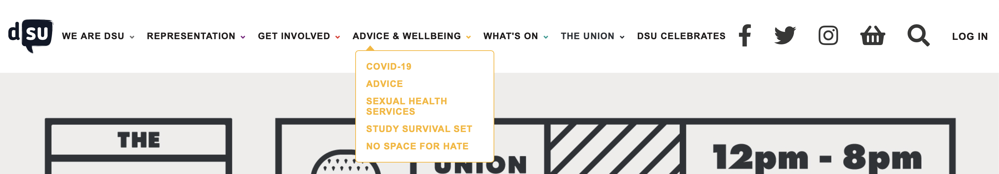 dsu
WE ARE DSU
REPRESENTATION
GET INVOLVED
ADVICE & WELLBEING
WHAT'S ON
THE UNION
DSU CELEBRATES
LOG IN
COVID-19
ADVICE
SEXUAL HEALTH
SERVICES
STUDY SURVIVAL SET
NO SPACE FOR HATE
THE
UNION
12pm - 8pm